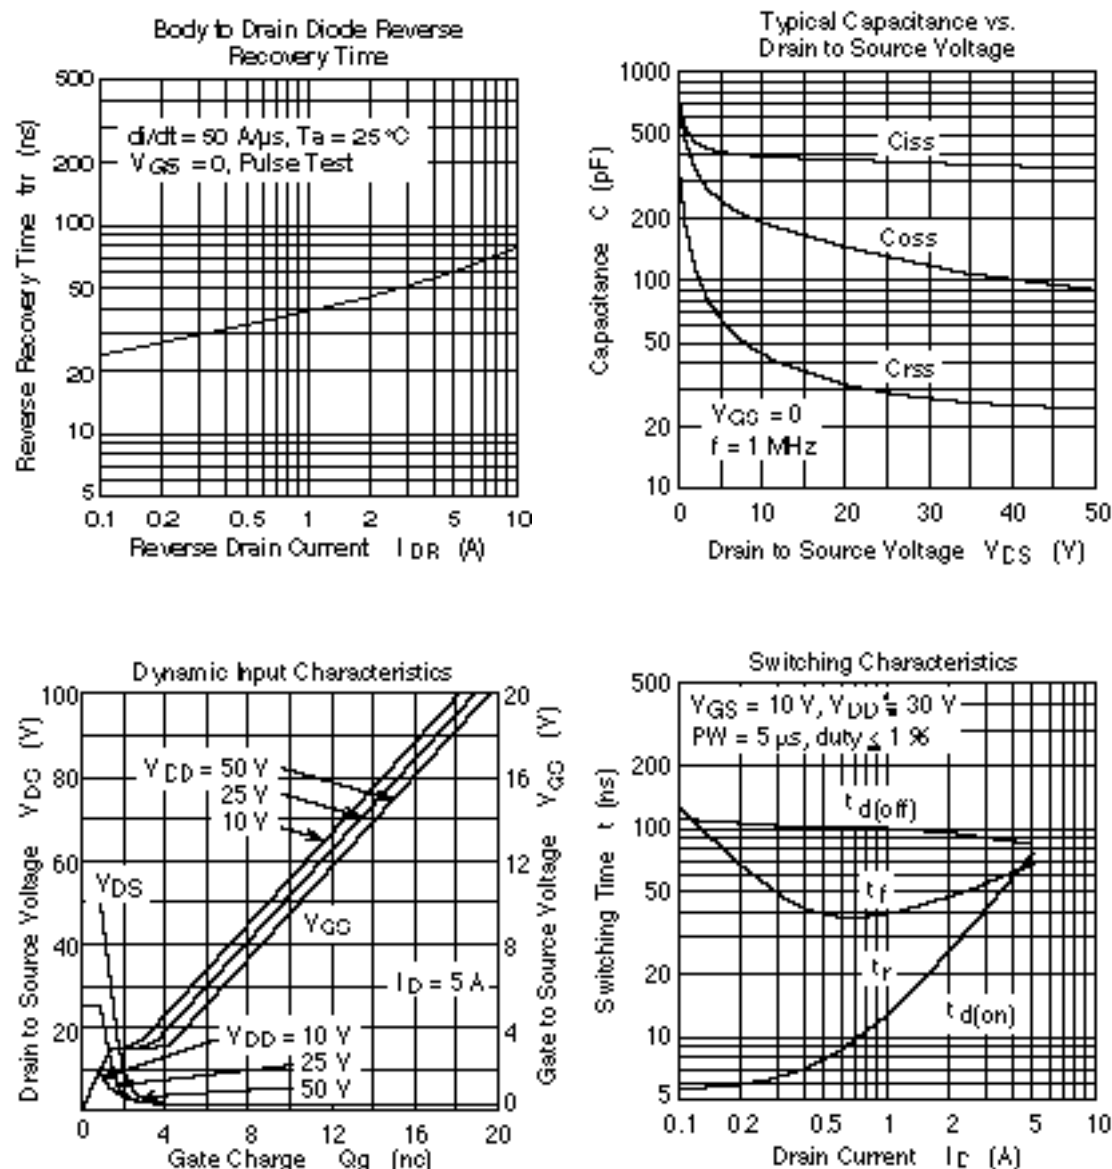 Body to Drain Diode Reverse
Recovery Time
500
200
100
50
20
10
5
Reverse Recovery Time trr (ns)
di/dt = 50 A/µs, Ta = 25 °C
VGS = 0, Pulse Test
0.1 0.2 0.5 1 2 5 10
Reverse Drain Current IDR (A)
Typical Capacitance vs.
Drain to Source Voltage
1000
500
200
100
50
20
10
Capacitance C (pF)
Ciss
Coss
Crss
VGS = 0
f = 1 MHz
0 10 20 30 40 50
Drain to Source Voltage VDS (V)
Dynamic Input Characteristics
100
80
60
40
20
0
Drain to Source Voltage VDS (V)
20
16
12
8
4
0
Gate to Source Voltage VGS (V)
VDD = 50 V
25 V
10 V
VDS
VGS
ID = 5 A
VDD = 10 V
25 V
50 V
0 4 8 12 16 20
Gate Charge Qg (nc)
Switching Characteristics
500
200
100
50
20
10
5
Switching Time t (ns)
VGS = 10 V, VDD ≒ 30 V
PW = 5 µs, duty ≤ 1 %
td(off)
tf
tr
td(on)
0.1 0.2 0.5 1 2 5 10
Drain Current ID (A)